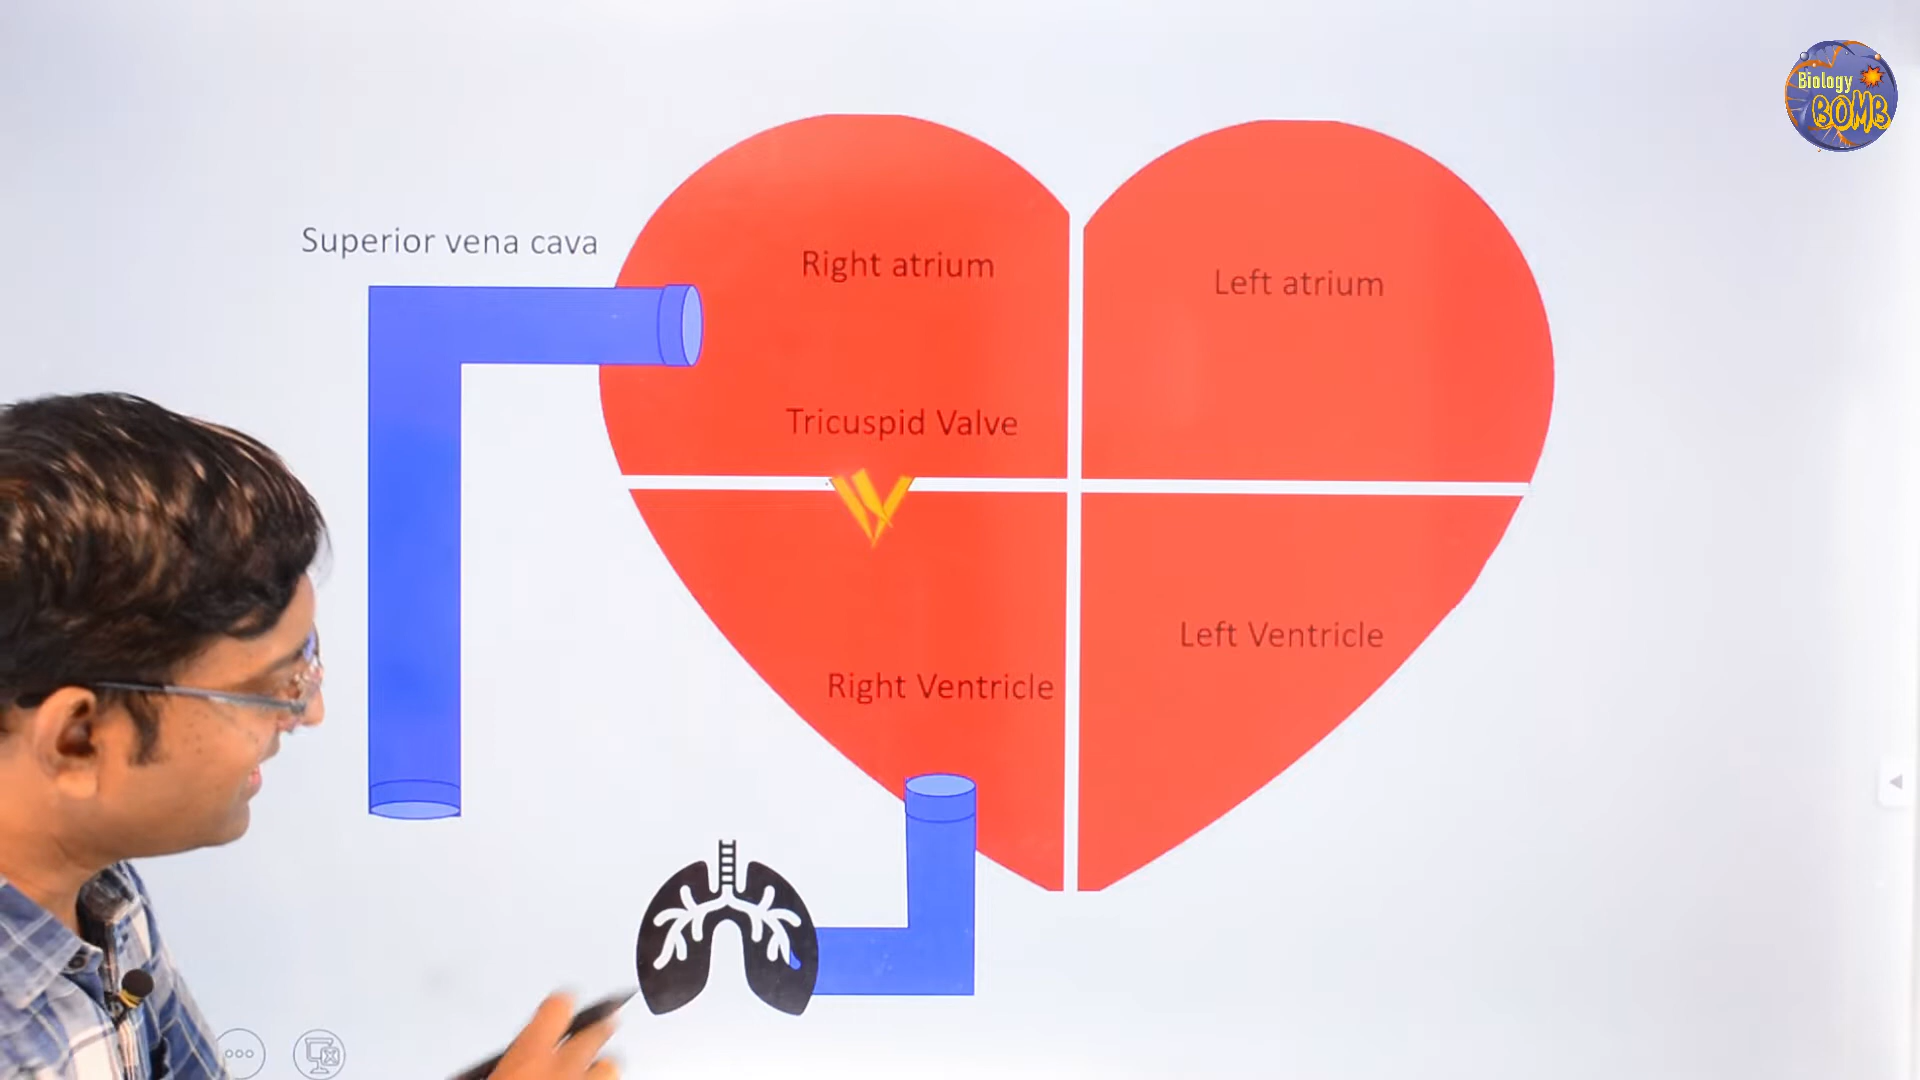 Biology
BOMB
Superior vena cava
Right atrium
Left atrium
Tricuspid Valve
Left Ventricle
Right Ventricle